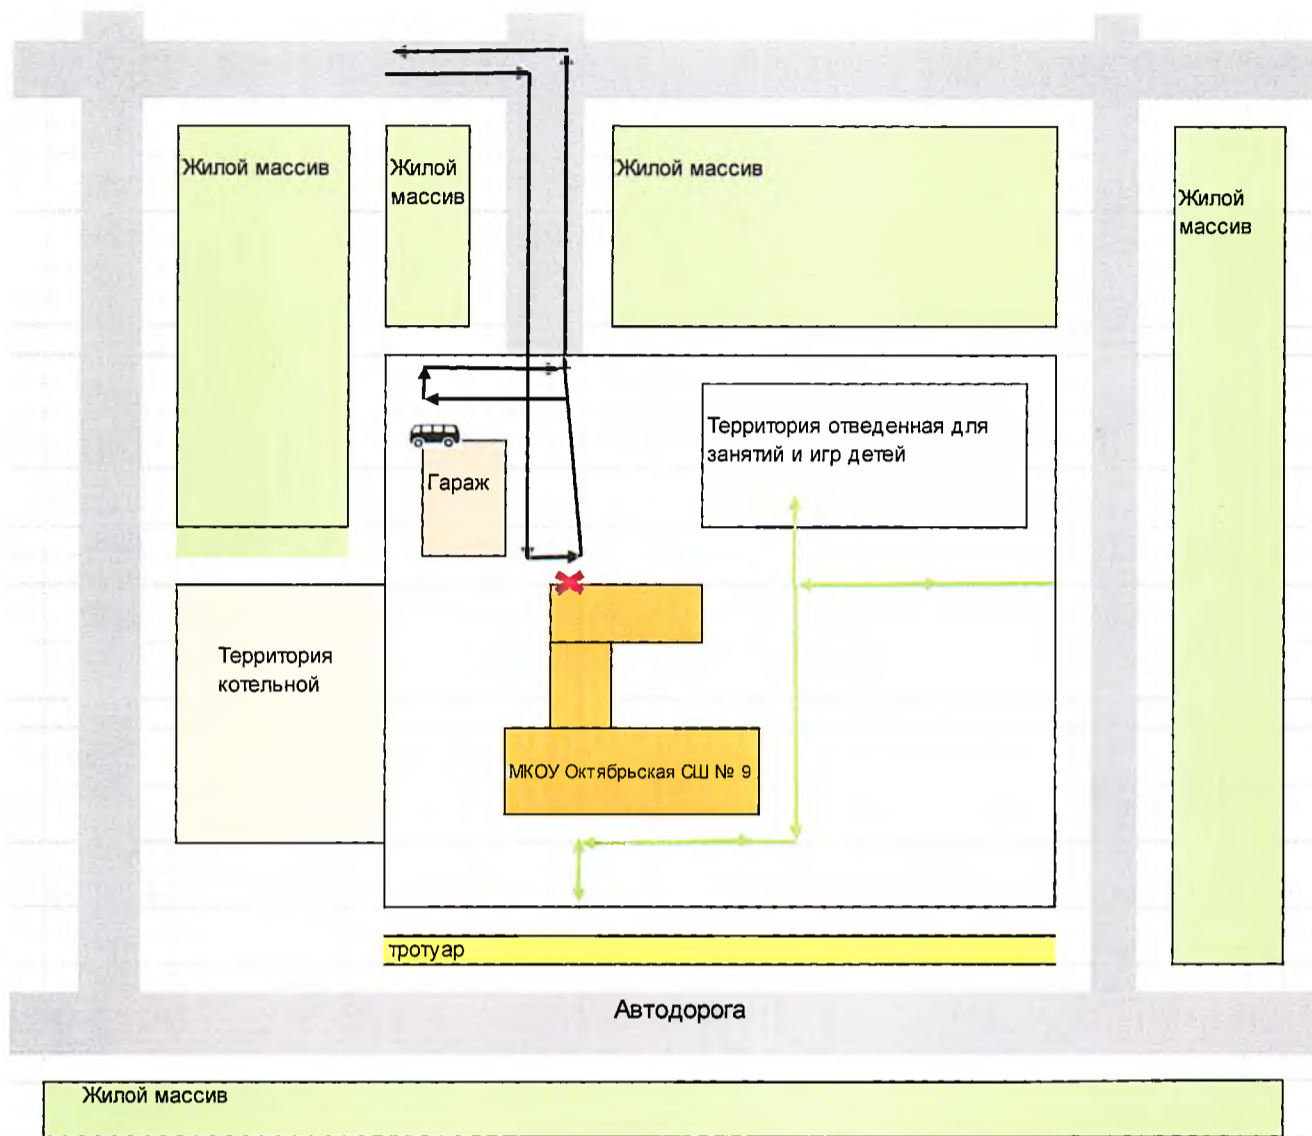 Жилой массив
Жилой
массив
Жилой массив
Жилой
массив
Территория отведенная для
занятий и игр детей
Гараж
Территория
котельной
МКОУ Октябрьская СШ № 9
тротуар
Автодорога
Жилой массив